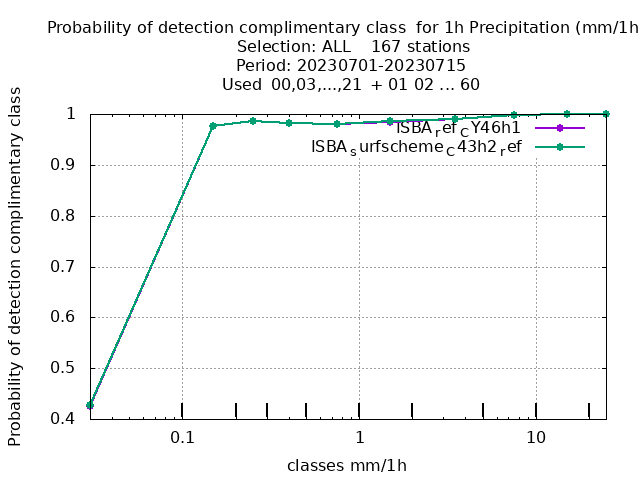 Probability of detection complimentary class  for 1h Precipitation (mm/1h
Selection: ALL    167 stations
Period: 20230701-20230715
Used  00,03,...,21  + 01 02 ... 60
Probability of detection complimentary class
1
0.9
0.8
0.7
0.6
0.5
0.4
ISBA_ref_CY46h1
ISBA_surfscheme_C43h2_ref
0.1
1
10
classes mm/1h